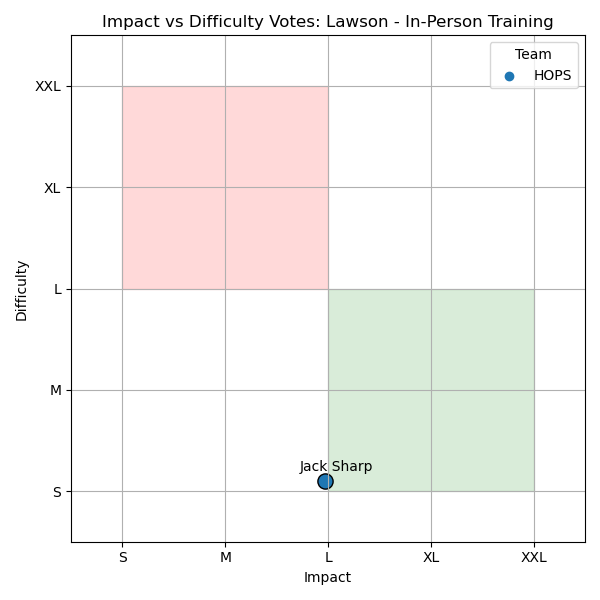 Impact vs Difficulty Votes: Lawson - In-Person Training
Team
HOPS
XXL
XL
L
M
S
Difficulty
Jack Sharp
S
M
L
XL
XXL
Impact